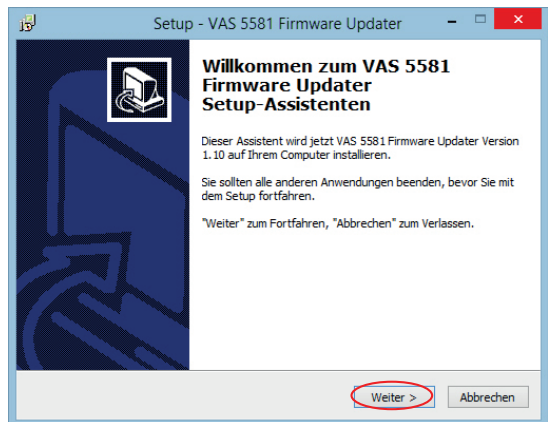 Setup - VAS 5581 Firmware Updater
Willkommen zum VAS 5581
Firmware Updater
Setup-Assistenten
Dieser Assistent wird jetzt VAS 5581 Firmware Updater Version
1.10 auf Ihrem Computer installieren.
Sie sollten alle anderen Anwendungen beenden, bevor Sie mit
dem Setup fortfahren.
"Weiter" zum Fortfahren, "Abbrechen" zum Verlassen.
Weiter >
Abbrechen